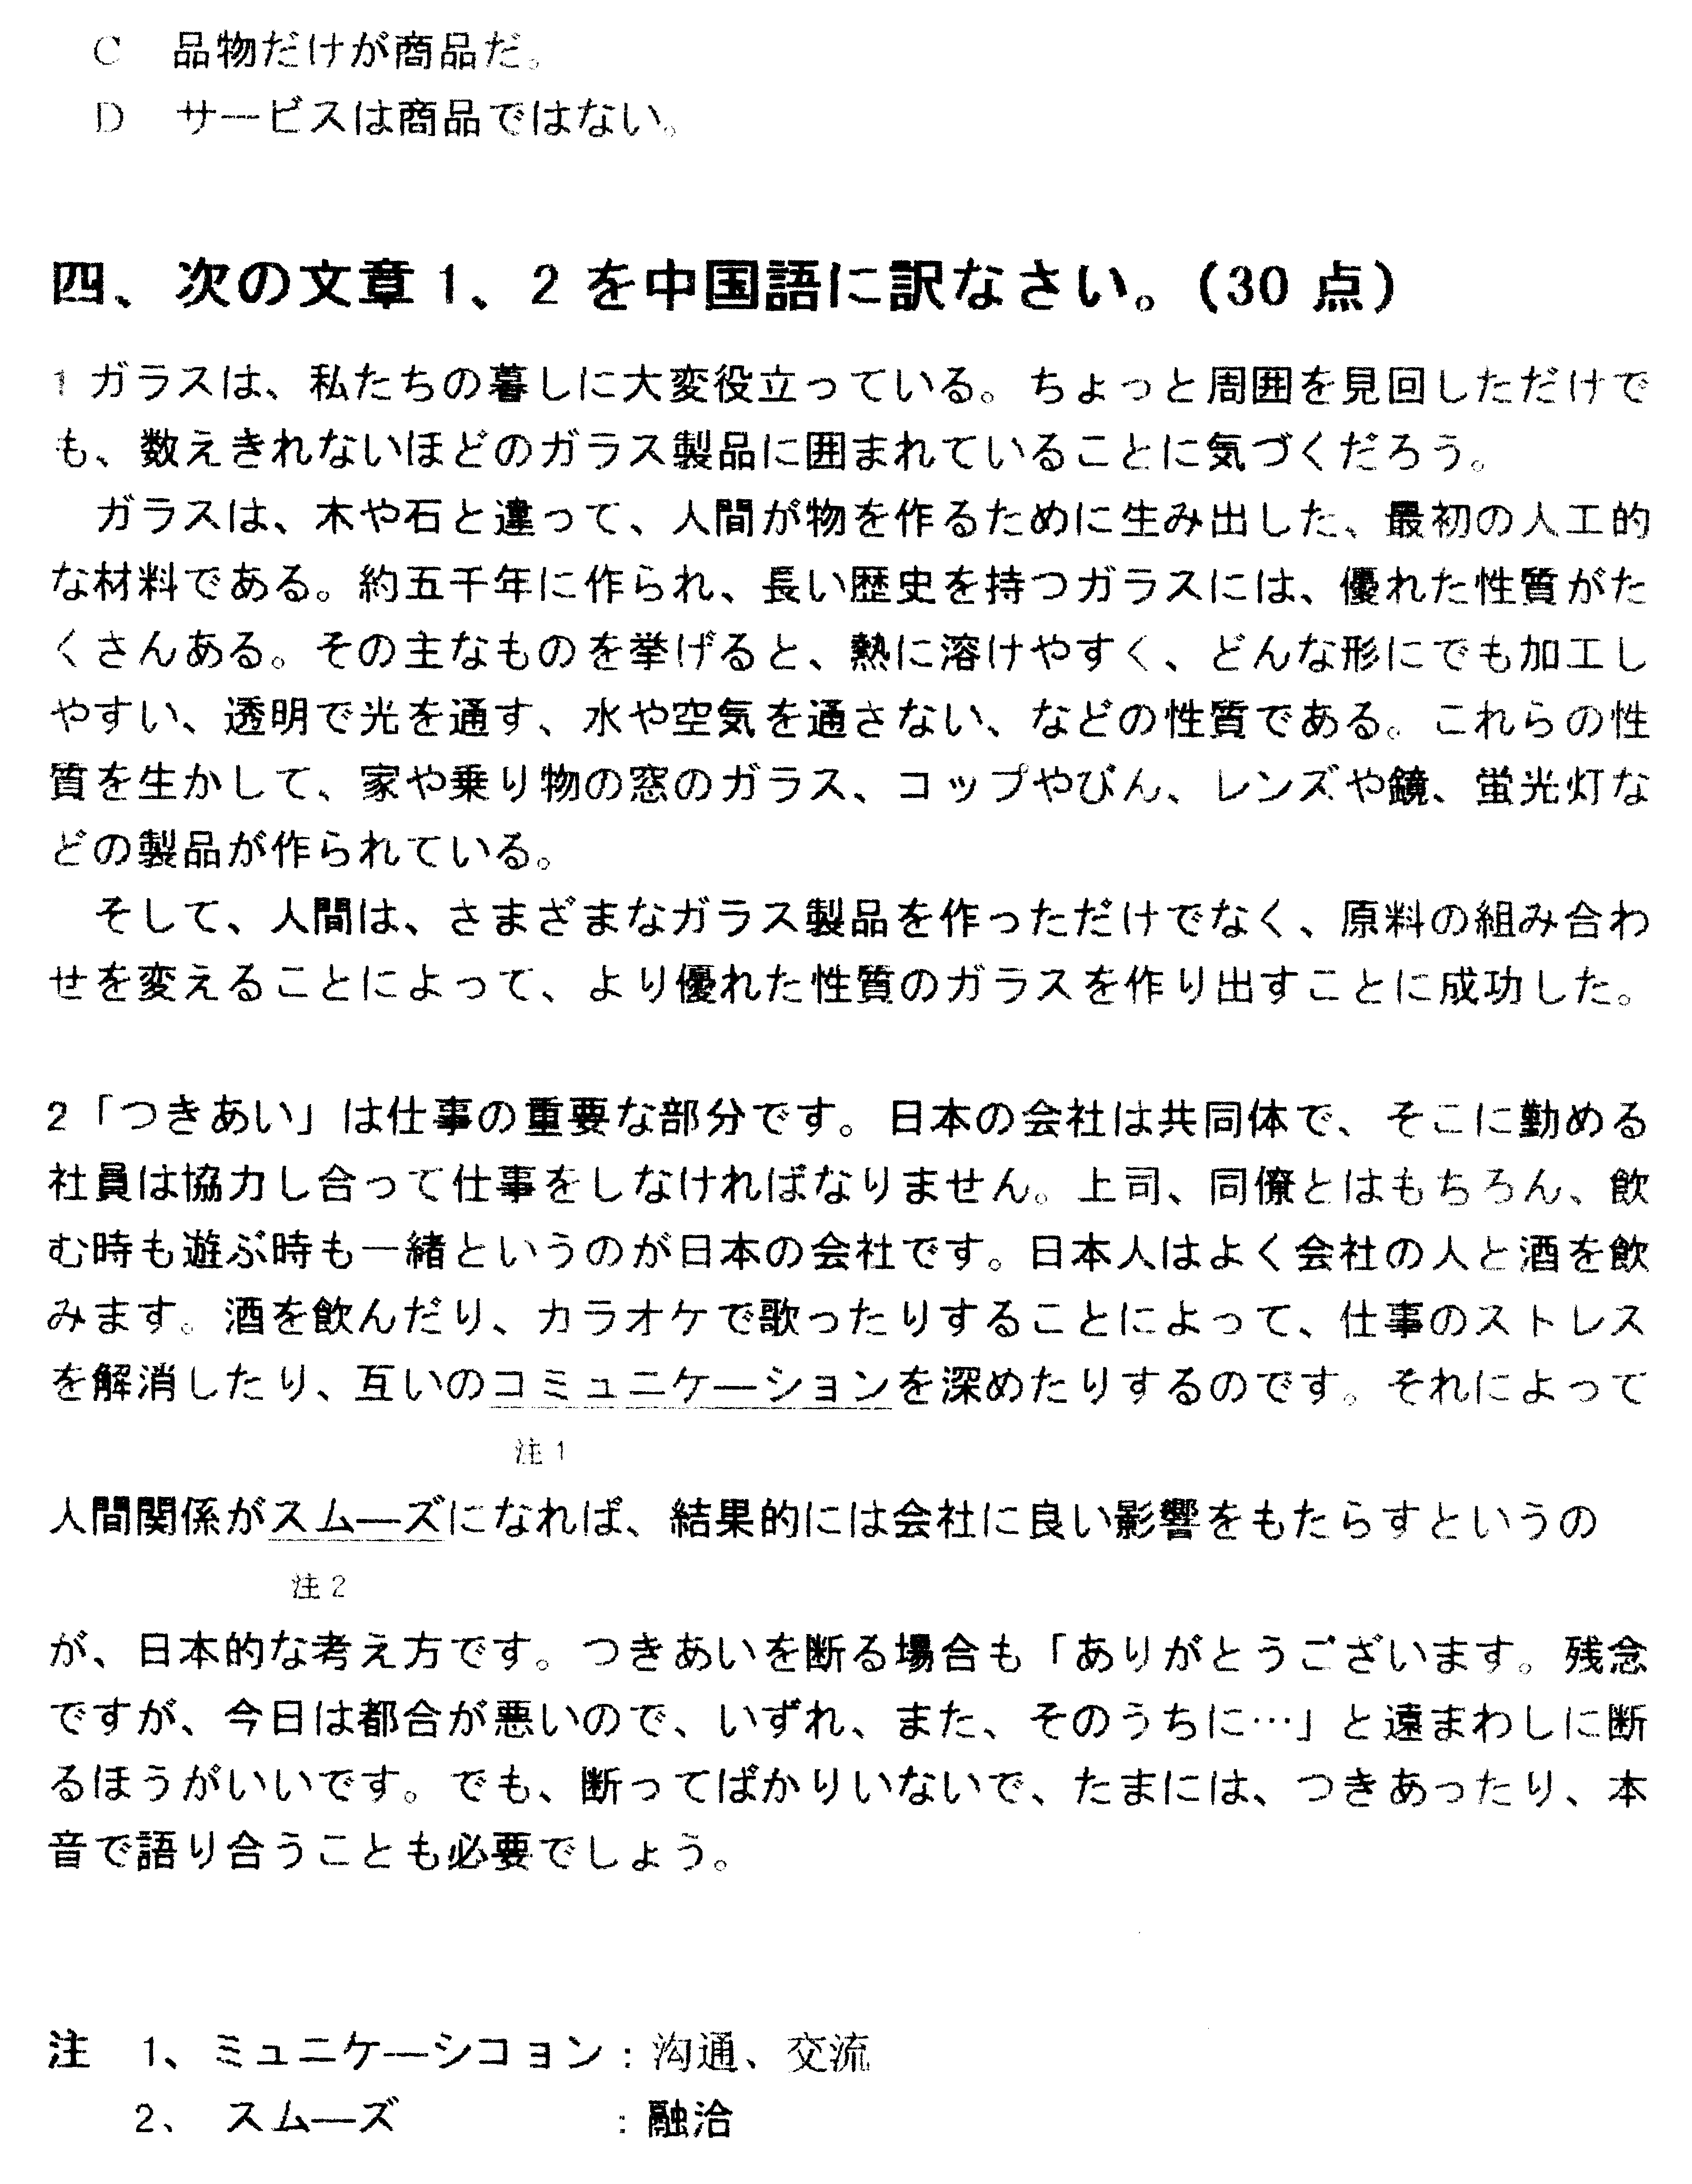 C　品物だけが商品だ。
D　サービスは商品ではない。
四、次の文章1、2を中国語に訳なさい。(30点)
1 ガラスは、私たちの暮しに大変役立っている。ちょっと周囲を見回しただけで
も、数えきれないほどのガラス製品に囲まれていることに気づくだろう。
　ガラスは、木や石と違って、人間が物を作るために生み出した、最初の人工的
な材料である。約五千年に作られ、長い歴史を持つガラスには、優れた性質がた
くさんある。その主なものを挙げると、熱に溶けやすく、どんな形にでも加工し
やすい、透明で光を通す、水や空気を通さない、などの性質である。これらの性
質を生かして、家や乗り物の窓のガラス、コップやびん、レンズや鏡、蛍光灯な
どの製品が作られている。
　そして、人間は、さまざまなガラス製品を作っただけでなく、原料の組み合わ
せを変えることによって、より優れた性質のガラスを作り出すことに成功した。
2「つきあい」は仕事の重要な部分です。日本の会社は共同体で、そこに勤める
社員は協力し合って仕事をしなければなりません。上司、同僚とはもちろん、飲
む時も遊ぶ時も一緒というのが日本の会社です。日本人はよく会社の人と酒を飲
みます。酒を飲んだり、カラオケで歌ったりすることによって、仕事のストレス
を解消したり、互いのコミュニケーションを深めたりするのです。それによって
注1
人間関係がスムーズになれば、結果的には会社に良い影響をもたらすというの
注2
が、日本的な考え方です。つきあいを断る場合も「ありがとうございます。残念
ですが、今日は都合が悪いので、いずれ、また、そのうちに…」と遠まわしに断
るほうがいいです。でも、断ってばかりいないで、たまには、つきあったり、本
音で語り合うことも必要でしょう。
注　1、ミュニケーシコョン：沟通、交流
2、 スムーズ　：融洽